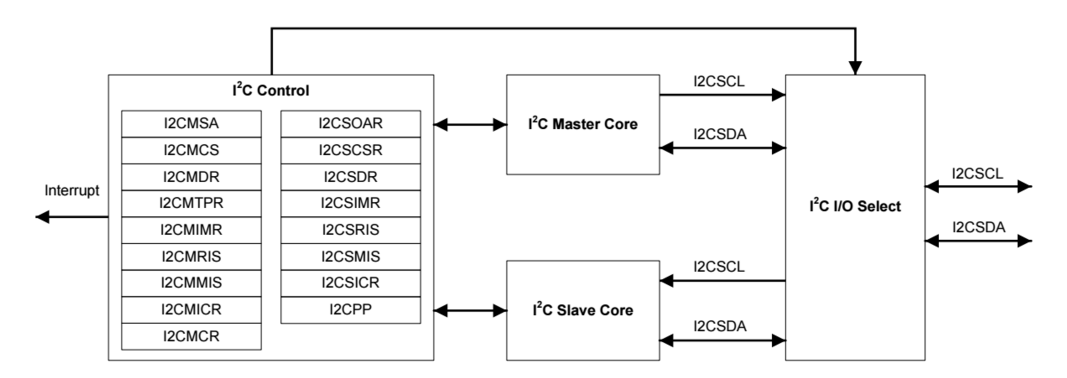 I²C Control
I2CMSA
I2CMCS
I2CMDR
I2CMTPR
I2CMIMR
I2CMRIS
I2CMMIS
I2CMICR
I2CMCR
I2CSOAR
I2CSCSR
I2CSDR
I2CSIMR
I2CSRIS
I2CSMIS
I2CSICR
I2CPP
Interrupt
I²C Master Core
I²C Slave Core
I2CSCL
I2CSDA
I2CSCL
I2CSDA
I²C I/O Select
I2CSCL
I2CSDA